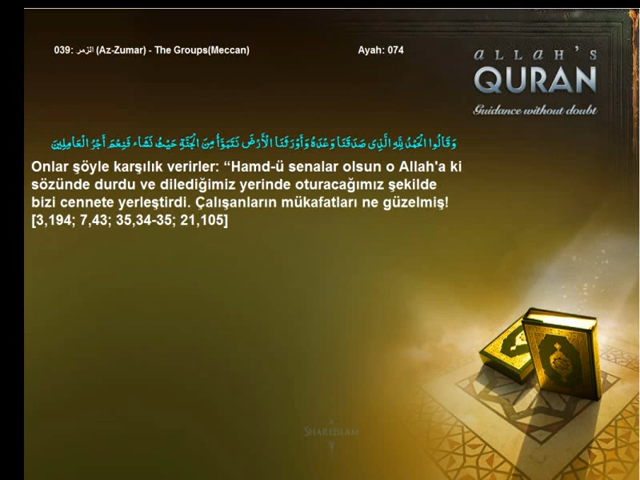 039: الزمر (Az-Zumar) - The Groups(Meccan) Ayah: 074
ALLAH'S
QURAN
Guidance without doubt
وَقَالُوا الْحَمْدُ لِلَّهِ الَّذِي صَدَقَنَا وَعْدَهُ وَأَوْرَثَنَا الْأَرْضَ نَتَبَوَّأُ مِنَ الْجَنَّةِ حَيْثُ نَشَاء فَنِعْمَ أَجْرُ الْعَامِلِينَ
Onlar şöyle karşılık verirler: “Hamd-ü senalar olsun o Allah'a ki
sözünde durdu ve dilediğimiz yerinde oturacağımız şekilde
bizi cennete yerleştirdi. Çalışanların mükafatları ne güzelmiş!
[3,194; 7,43; 35,34-35; 21,105]
SHAREISLAM